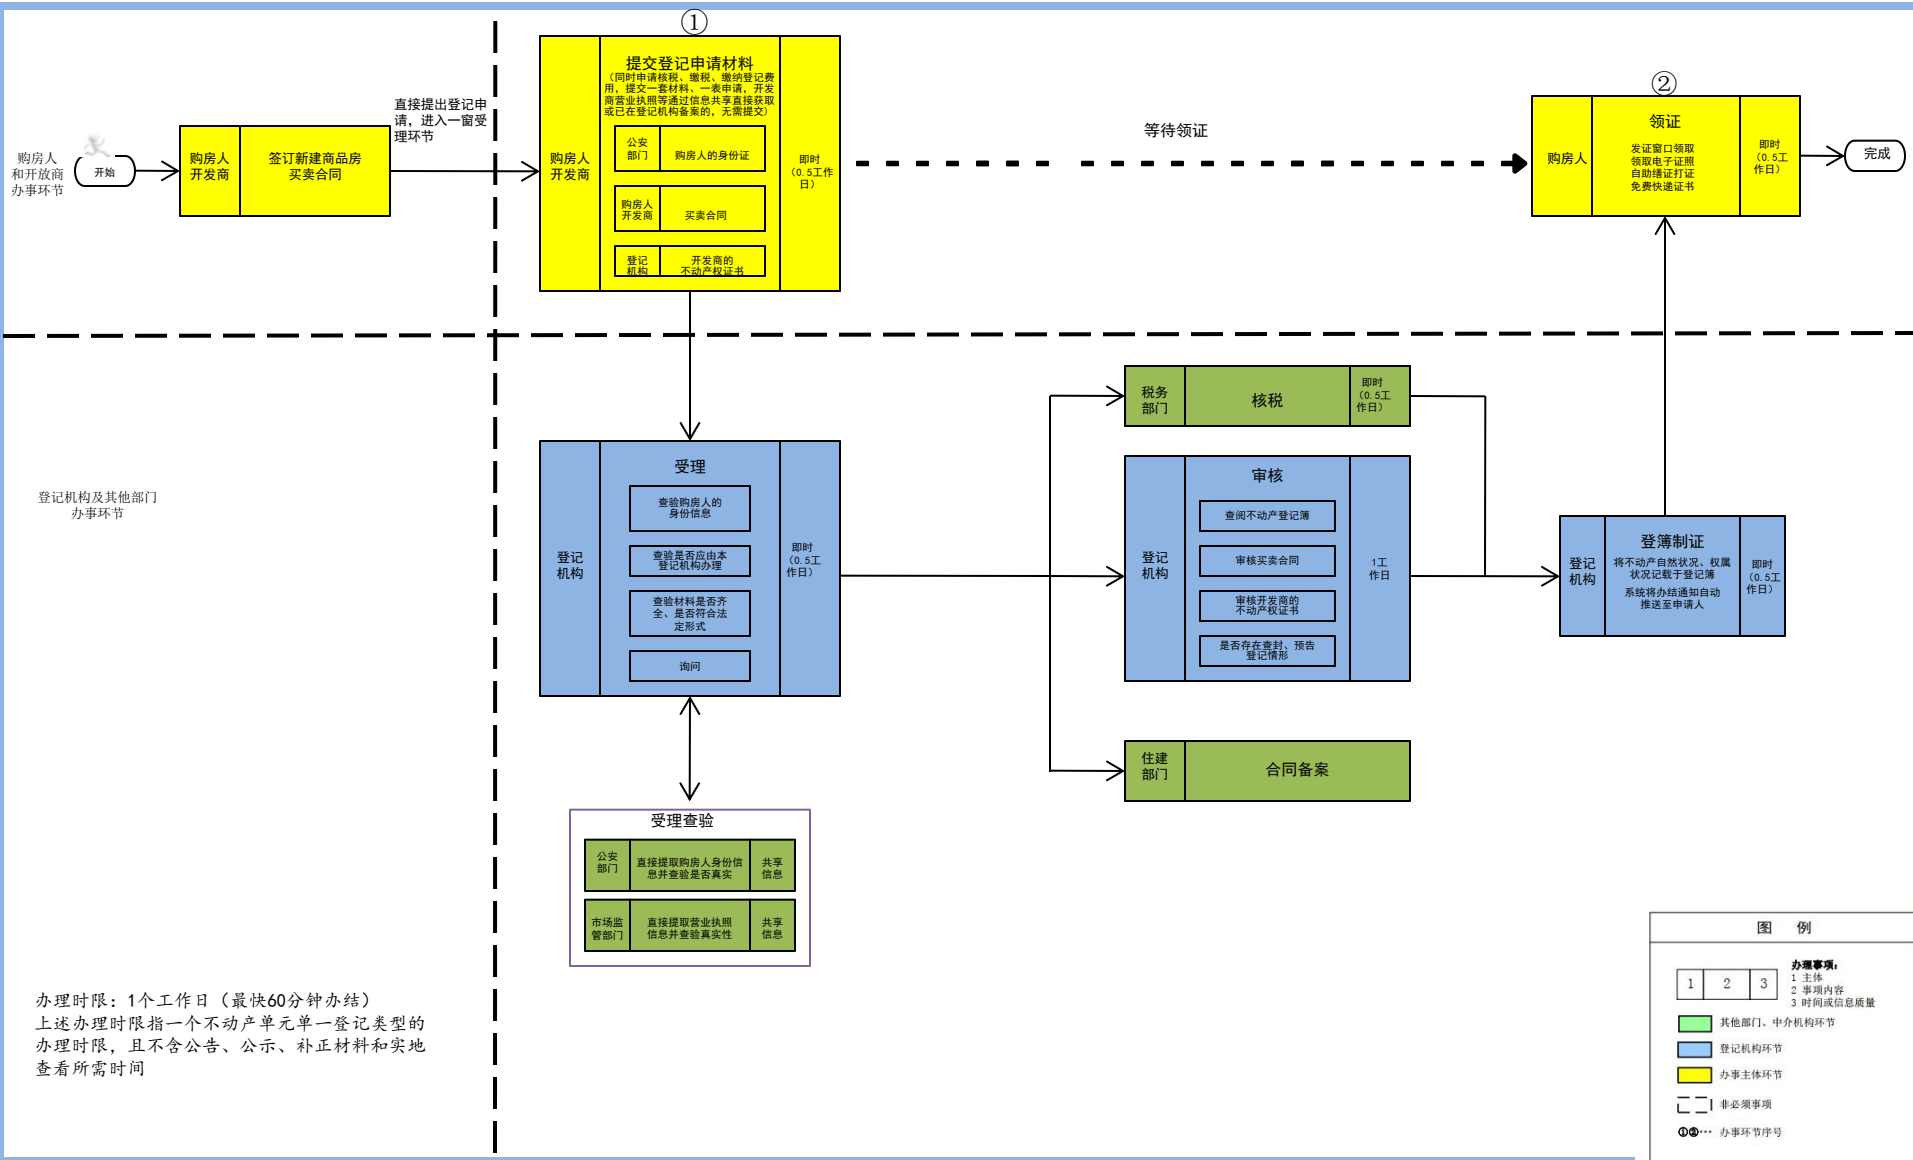 ①
提交登记申请材料
（同时申请核税、缴税、缴纳登记费
用，提交一套材料、一表申请，开发
商营业执照等通过信息共享直接获取
或已在登记机构备案的，无需提交）
公安
部门
购房人的身份证
购房人
开发商
买卖合同
登记
机构
开发商的
不动产权证书
购房人
开发商
即时
（0.5工作
日）
购房人
和开放商
办事环节
开始
购房人
开发商
签订新建商品房
买卖合同
直接提出登记申
请，进入一窗受
理环节
等待领证
②
购房人
领证
发证窗口领取
领取电子证照
自助缮证打证
免费快递证书
即时
（0.5工
作日）
完成
登记机构及其他部门
办事环节
登记
机构
受理
查验购房人的
身份信息
查验是否应由本
登记机构办理
查验材料是否齐
全、是否符合法
定形式
询问
即时
（0.5工
作日）
税务
部门
核税
即时
（0.5工
作日）
登记
机构
审核
查阅不动产登记簿
审核买卖合同
审核开发商的
不动产权证书
是否存在查封、预告
登记情形
1工
作日
住建
部门
合同备案
登记
机构
登簿制证
将不动产自然状况、权属
状况记载于登记簿
系统将办结通知自动
推送至申请人
即时
（0.5工
作日）
受理查验
公安
部门
直接提取购房人身份信
息并查验是否真实
共享
信息
市场监
管部门
直接提取营业执照
信息并查验真实性
共享
信息
办理时限：1个工作日（最快60分钟办结）
上述办理时限指一个不动产单元单一登记类型的
办理时限，且不含公告、公示、补正材料和实地
查看所需时间
图 例
1 2 3
办理事项：
1 主体
2 事项内容
3 时间或信息质量
其他部门、中介机构环节
登记机构环节
办事主体环节
非必须事项
①②… 办事环节序号